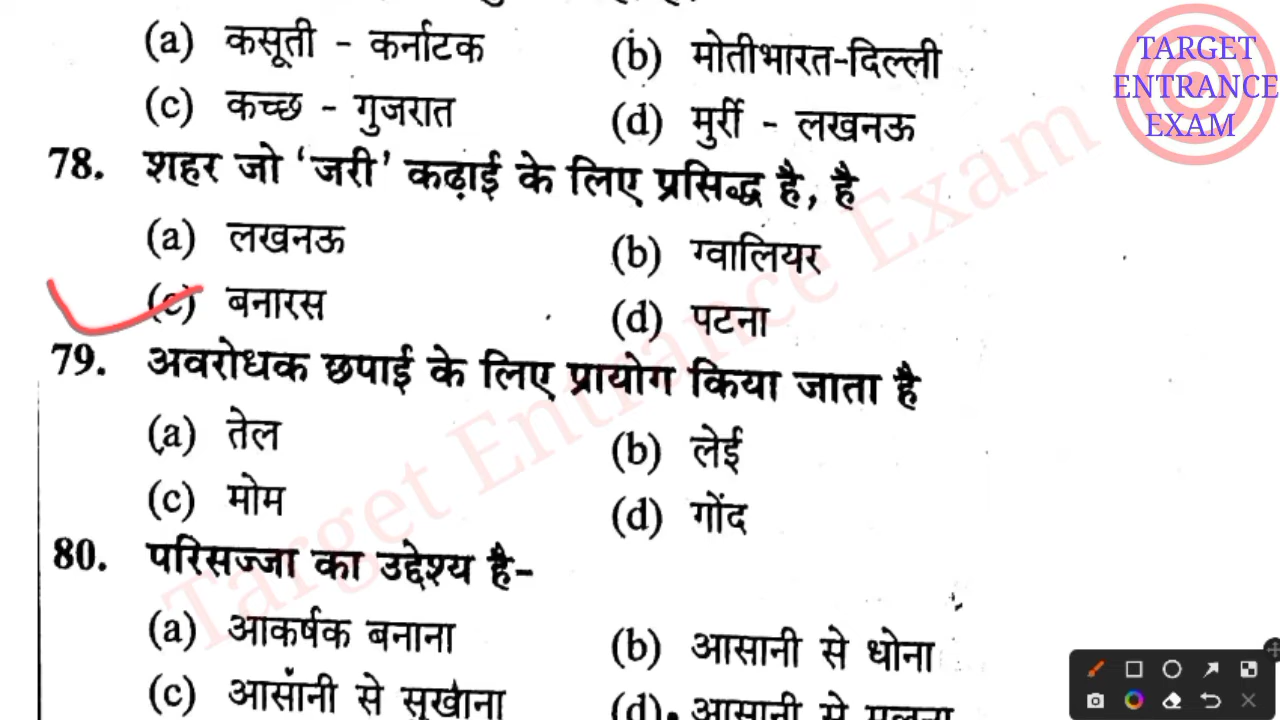 (a) कसूती - कर्नाटक (b) मोतीभारत-दिल्ली
(c) कच्छ - गुजरात (d) मुर्री - लखनऊ
78. शहर जो ‘जरी’ कढ़ाई के लिए प्रसिद्ध है, है
(a) लखनऊ (b) ग्वालियर
(c) बनारस (d) पटना
79. अवरोधक छपाई के लिए प्रायोग किया जाता है
(a) तेल (b) लेई
(c) मोम (d) गोंद
80. परिसज्जा का उद्देश्य है-
(a) आकर्षक बनाना (b) आसानी से धोना
(c) आसानी से सूखाना (d) आसानी से
TARGET
ENTRANCE
EXAM
Target Entrance Exam